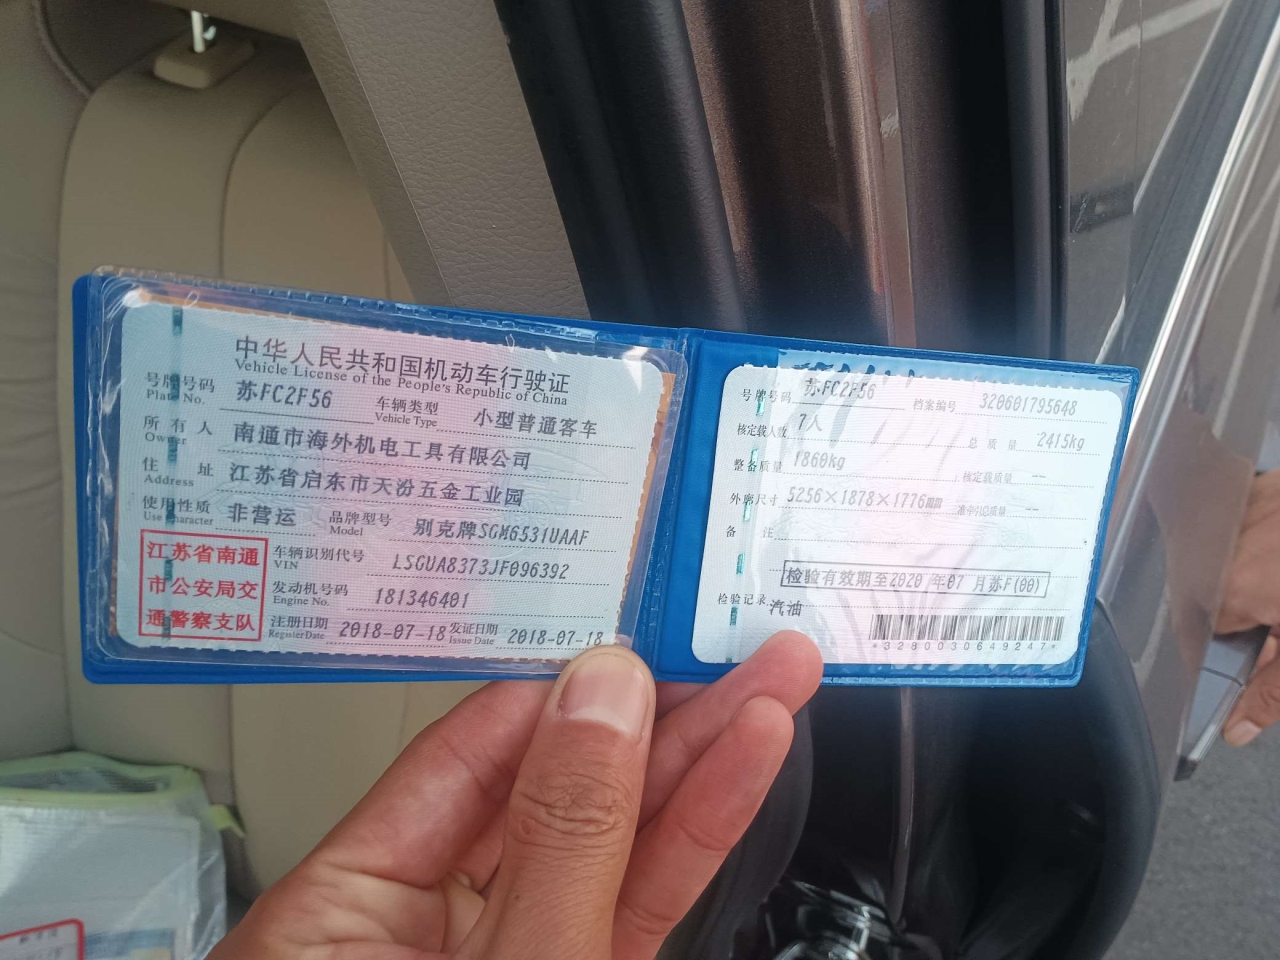 中华人民共和国机动车行驶证
Vehicle License of the People's Republic of China
号牌号码 苏FC2F56 车辆类型 小型普通客车
Plate No. Vehicle Type
所有人 南通市海外机电工具有限公司
Owner
住址 江苏省启东市天汾五金工业园
Address
使用性质 非营运 品牌型号 别克牌SGM6531UAAF
Use Character Model
江苏省南通
市公安局交
通警察支队
车辆识别代号 LSGUA8373JF096392
VIN
发动机号码 181346401
Engine No.
注册日期 2018-07-18 发证日期 2018-07-18
Register Date Issue Date
号牌号码 苏FC2F56 档案编号 320601795648
核定载人数 7人 总质量 2415kg
整备质量 1860kg 核定载质量 --
外廓尺寸 5256×1878×1776mm 准牵引总质量 --
备注
检验有效期至2020年07月苏F(00)
检验记录 汽油
*3280030649247*